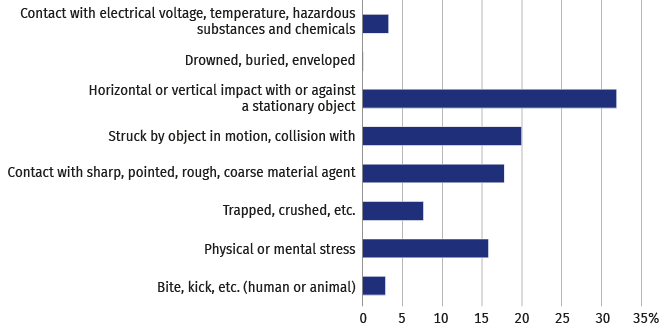 Contact with electrical voltage, temperature, hazardous
substances and chemicals
Drowned, buried, enveloped
Horizontal or vertical impact with or against
a stationary object
Struck by object in motion, collision with
Contact with sharp, pointed, rough, coarse material agent
Trapped, crushed, etc.
Physical or mental stress
Bite, kick, etc. (human or animal)
0 5 10 15 20 25 30 35%